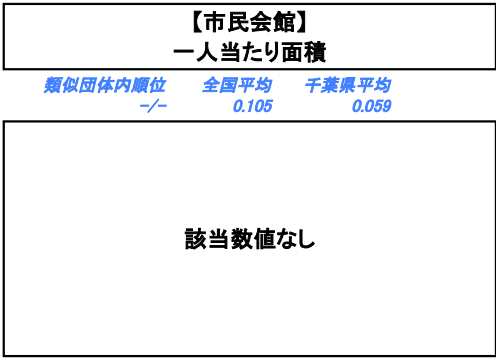 【市民会館】
一人当たり面積
類似団体内順位 全国平均 千葉県平均
-/- 0.105 0.059
該当数値なし